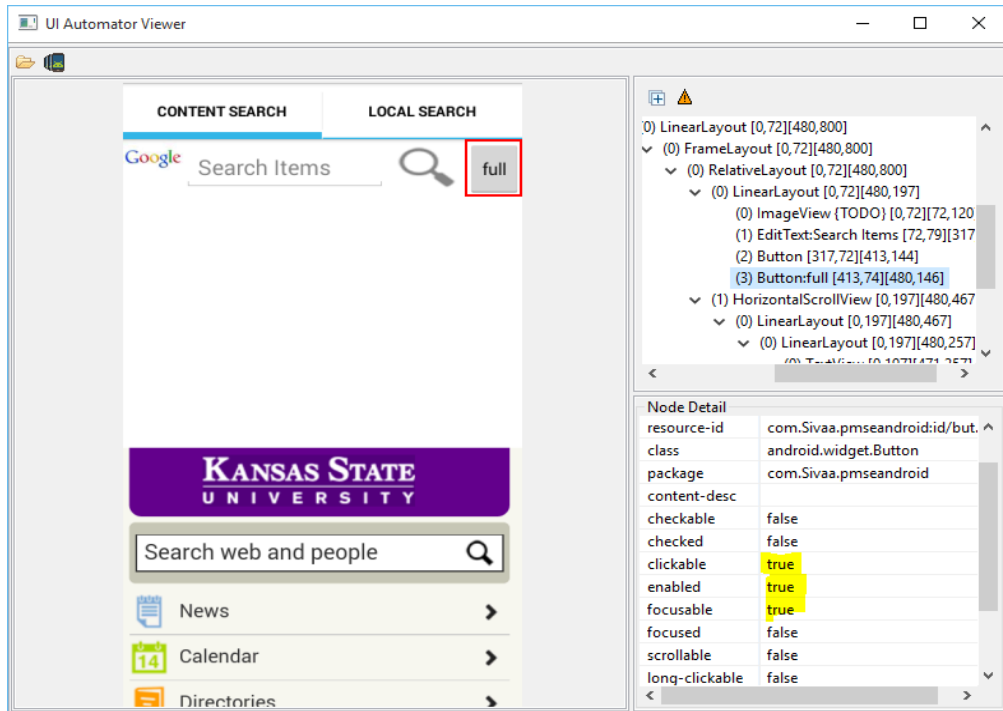 UI Automator Viewer
CONTENT SEARCH LOCAL SEARCH
Google Search Items full
KANSAS STATE
UNIVERSITY
Search web and people
News
14 Calendar
Directories
(0) LinearLayout [0,72][480,800]
(0) FrameLayout [0,72][480,800]
(0) RelativeLayout [0,72][480,800]
(0) LinearLayout [0,72][480,197]
(0) ImageView {TODO} [0,72][72,120
(1) EditText:Search Items [72,79][317
(2) Button [317,72][413,144]
(3) Button:full [413,74][480,146]
(1) HorizontalScrollView [0,197][480,467
(0) LinearLayout [0,197][480,467]
(0) LinearLayout [0,197][480,257]
(0) TextView [0,197][471,257]
Node Detail
resource-id com.Sivaa.pmseandroid:id/but.
class android.widget.Button
package com.Sivaa.pmseandroid
content-desc
checkable false
checked false
clickable true
enabled true
focusable true
focused false
scrollable false
long-clickable false